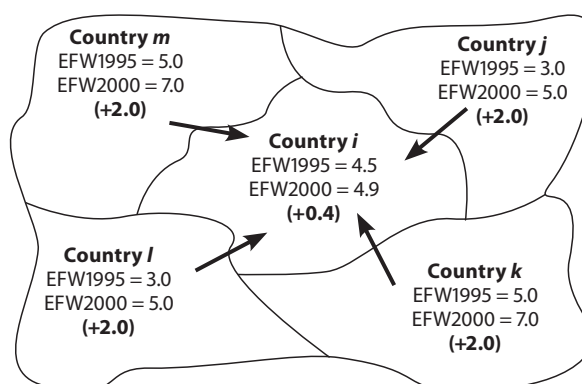 Country m
EFW1995 = 5.0
EFW2000 = 7.0
(+2.0)
Country j
EFW1995 = 3.0
EFW2000 = 5.0
(+2.0)
Country i
EFW1995 = 4.5
EFW2000 = 4.9
(+0.4)
Country l
EFW1995 = 3.0
EFW2000 = 5.0
(+2.0)
Country k
EFW1995 = 5.0
EFW2000 = 7.0
(+2.0)